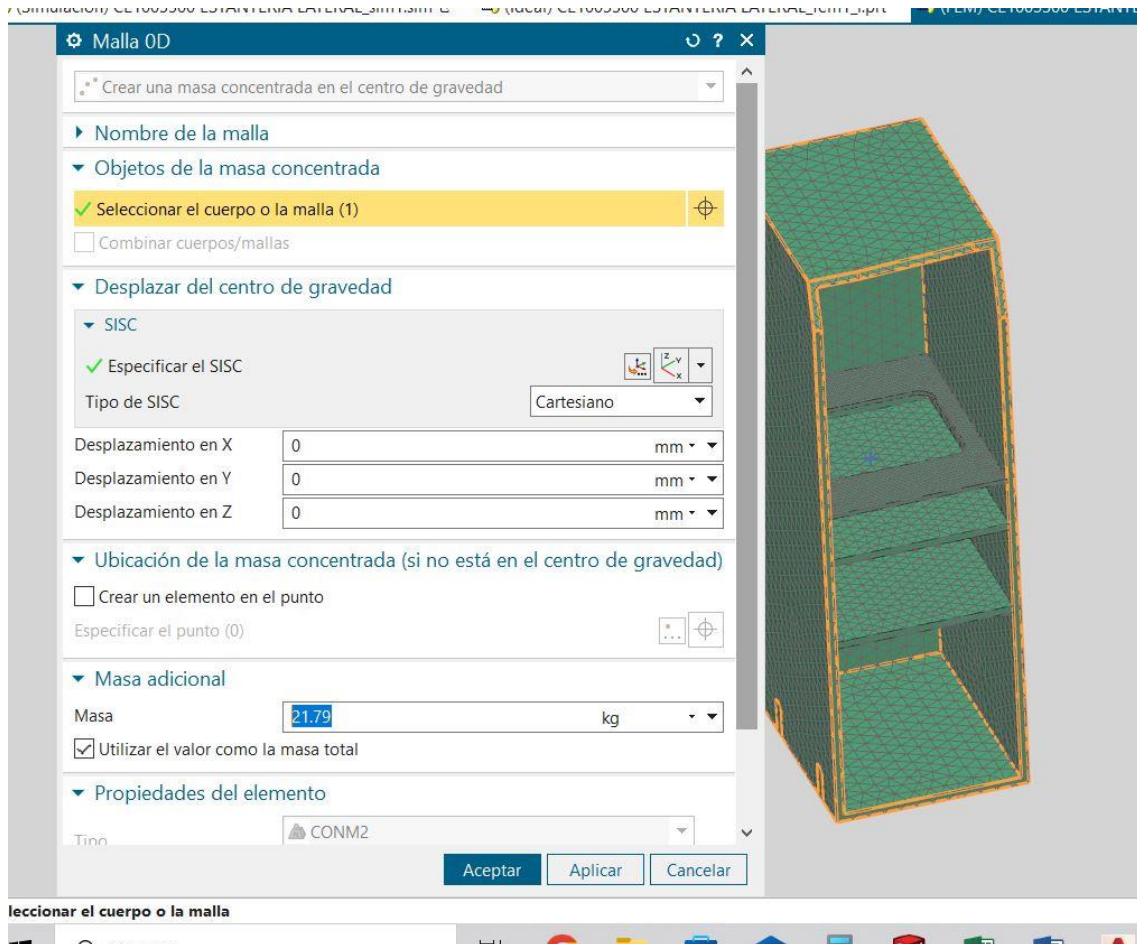 Malla 0D
Crear una masa concentrada en el centro de gravedad
Nombre de la malla
Objetos de la masa concentrada
Seleccionar el cuerpo o la malla (1)
Combinar cuerpos/mallas
Desplazar del centro de gravedad
SISC
Especificar el SISC
Tipo de SISC Cartesiano
Desplazamiento en X 0 mm
Desplazamiento en Y 0 mm
Desplazamiento en Z 0 mm
Ubicación de la masa concentrada (si no está en el centro de gravedad)
Crear un elemento en el punto
Especificar el punto (0)
Masa adicional
Masa 21.79 kg
Utilizar el valor como la masa total
Propiedades del elemento
Tipo CONM2
Aceptar Aplicar Cancelar
leccionar el cuerpo o la malla